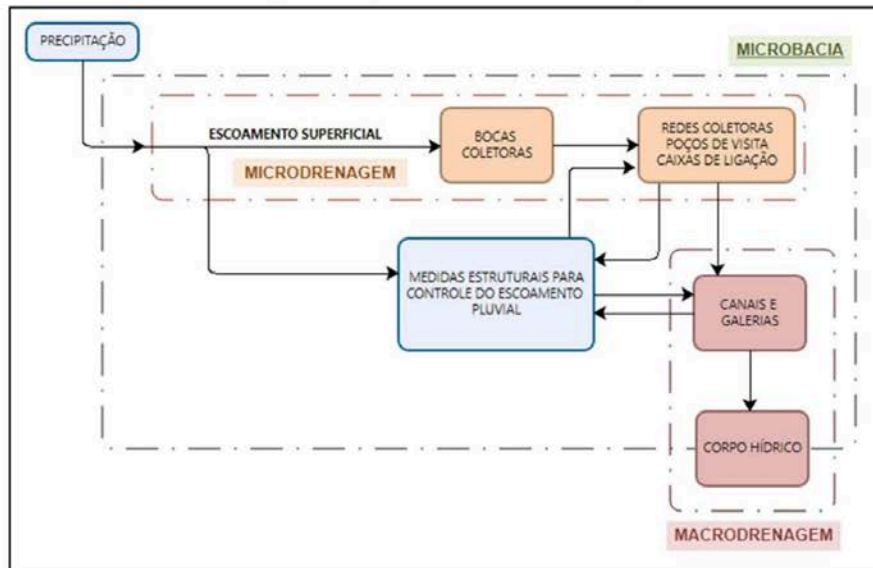 PRECIPITAÇÃO
MICROBACIA
ESCOAMENTO SUPERFICIAL
BOCAS
COLETORAS
REDES COLETORAS
POÇOS DE VISITA
CAIXAS DE LIGAÇÃO
MICRODRENAGEM
MEDIDAS ESTRUTURAIS PARA
CONTROLE DO ESCOAMENTO
PLUVIAL
CANAIS E
GALERIAS
CORPO HÍDRICO
MACRODRENAGEM